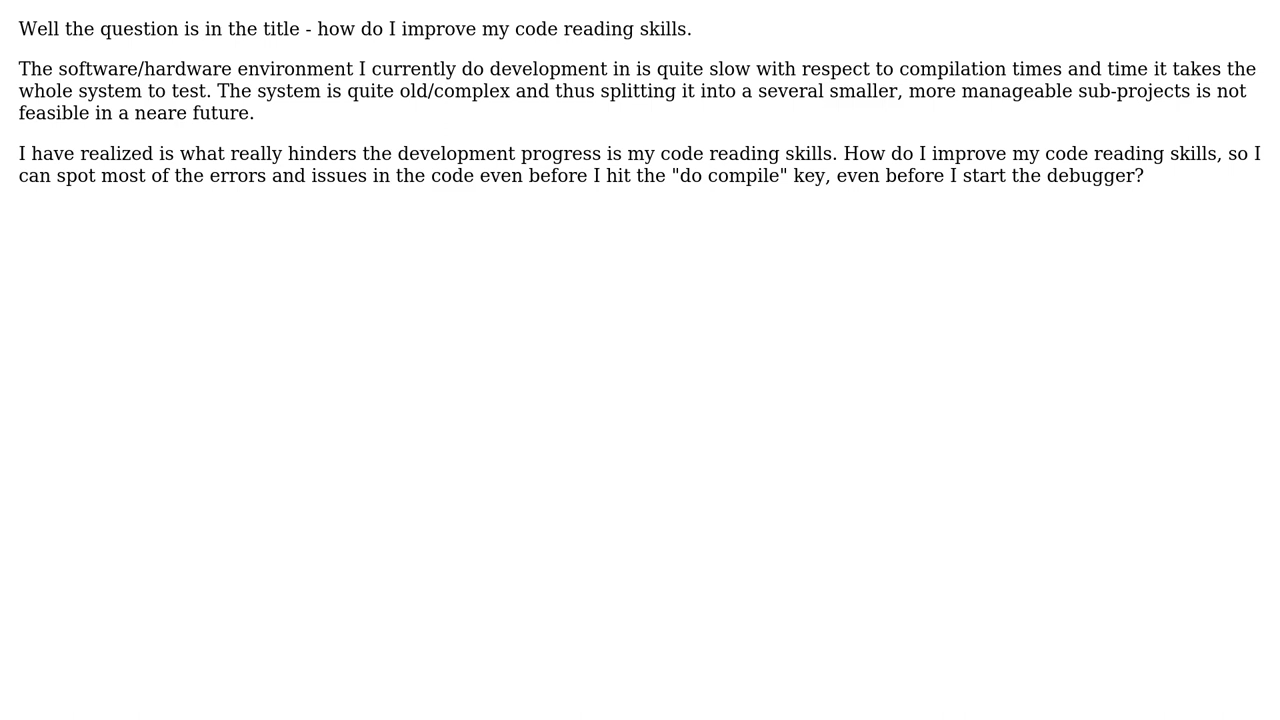 Well the question is in the title - how do I improve my code reading skills.
The software/hardware environment I currently do development in is quite slow with respect to compilation times and time it takes the
whole system to test. The system is quite old/complex and thus splitting it into a several smaller, more manageable sub-projects is not
feasible in a neare future.
I have realized is what really hinders the development progress is my code reading skills. How do I improve my code reading skills, so I
can spot most of the errors and issues in the code even before I hit the "do compile" key, even before I start the debugger?